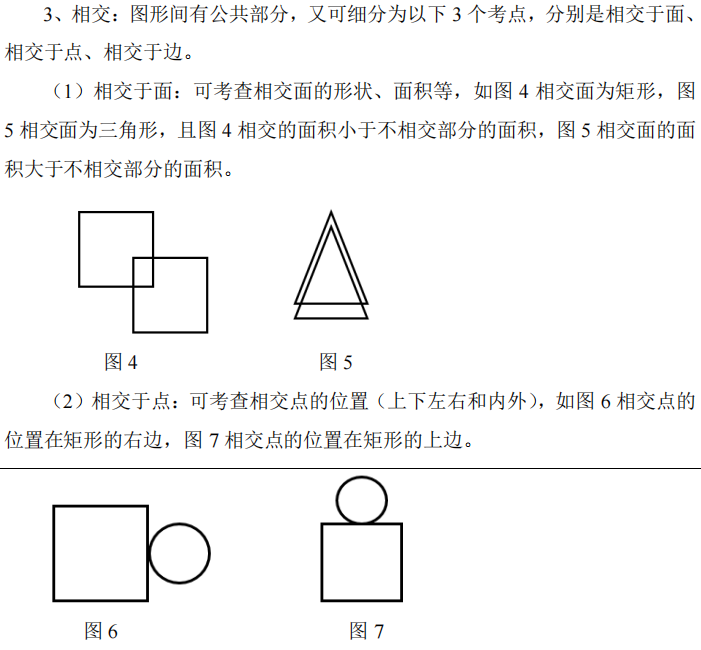 3、相交：图形间有公共部分，又可细分为以下 3 个考点，分别是相交于面、
相交于点、相交于边。
（1）相交于面：可考查相交面的形状、面积等，如图 4 相交面为矩形，图
5 相交面为三角形，且图 4 相交的面积小于不相交部分的面积，图 5 相交面的面
积大于不相交部分的面积。
图 4
图 5
（2）相交于点：可考查相交点的位置（上下左右和内外），如图 6 相交点的
位置在矩形的右边，图 7 相交点的位置在矩形的上边。
图 6
图 7